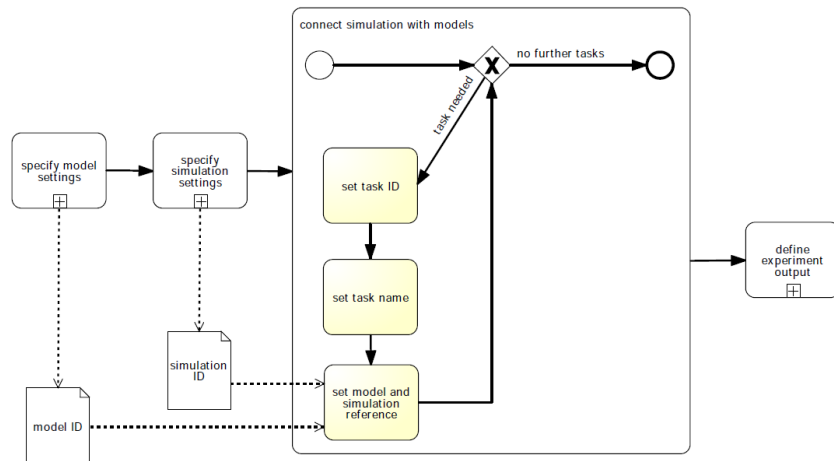 connect simulation with models
no further tasks
task needed
specify model
settings
specify
simulation
settings
set task ID
set task name
define
experiment
output
simulation
ID
set model and
simulation
reference
model ID